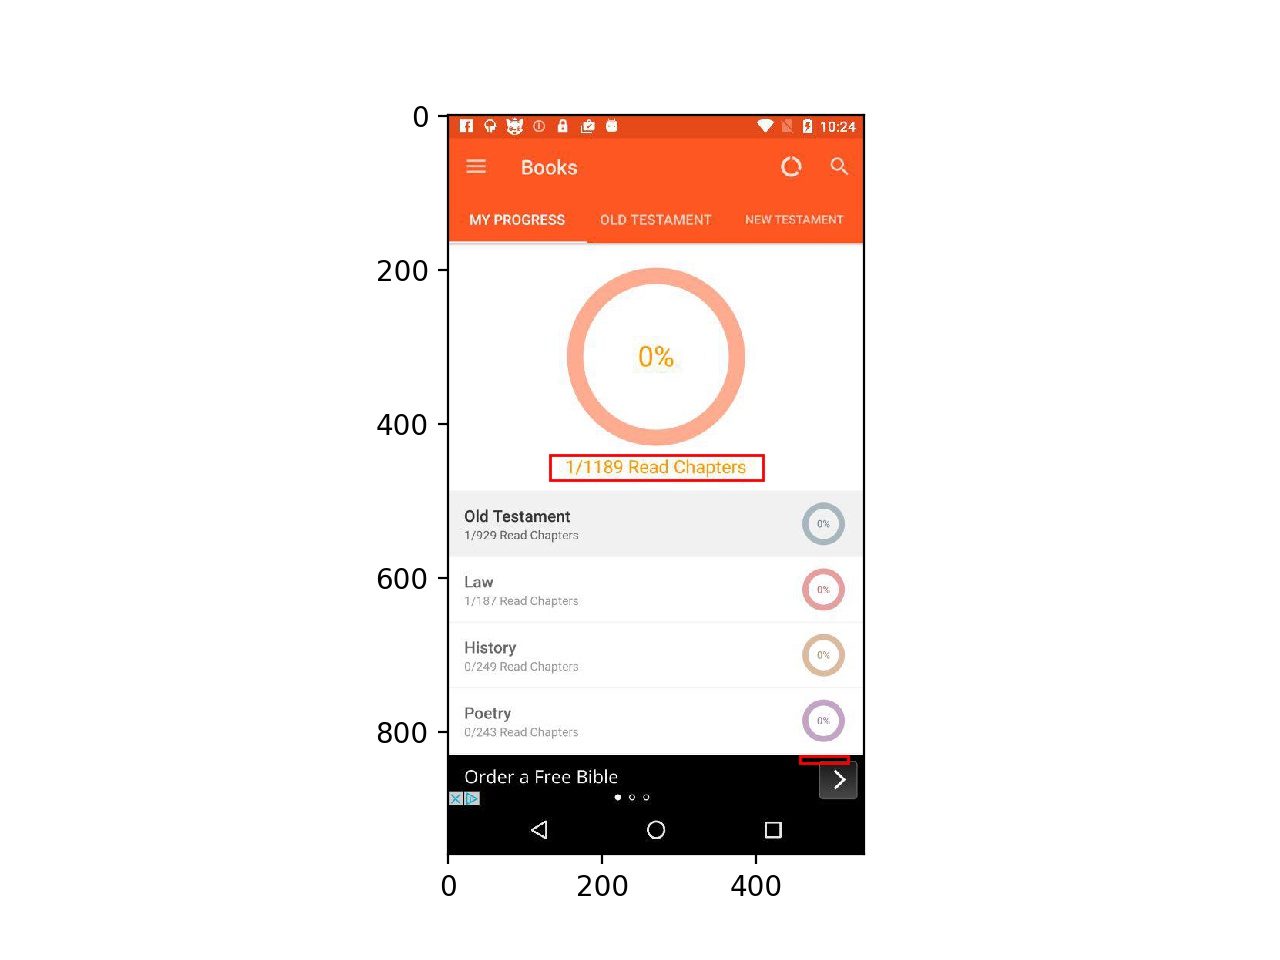 0
10:24
Books
MY PROGRESS OLD TESTAMENT NEW TESTAMENT
200
0%
400
1/1189 Read Chapters
Old Testament
1/929 Read Chapters
0%
600
Law
1/187 Read Chapters
0%
History
0/249 Read Chapters
0%
Poetry
0/243 Read Chapters
0%
800
Order a Free Bible
0 200 400